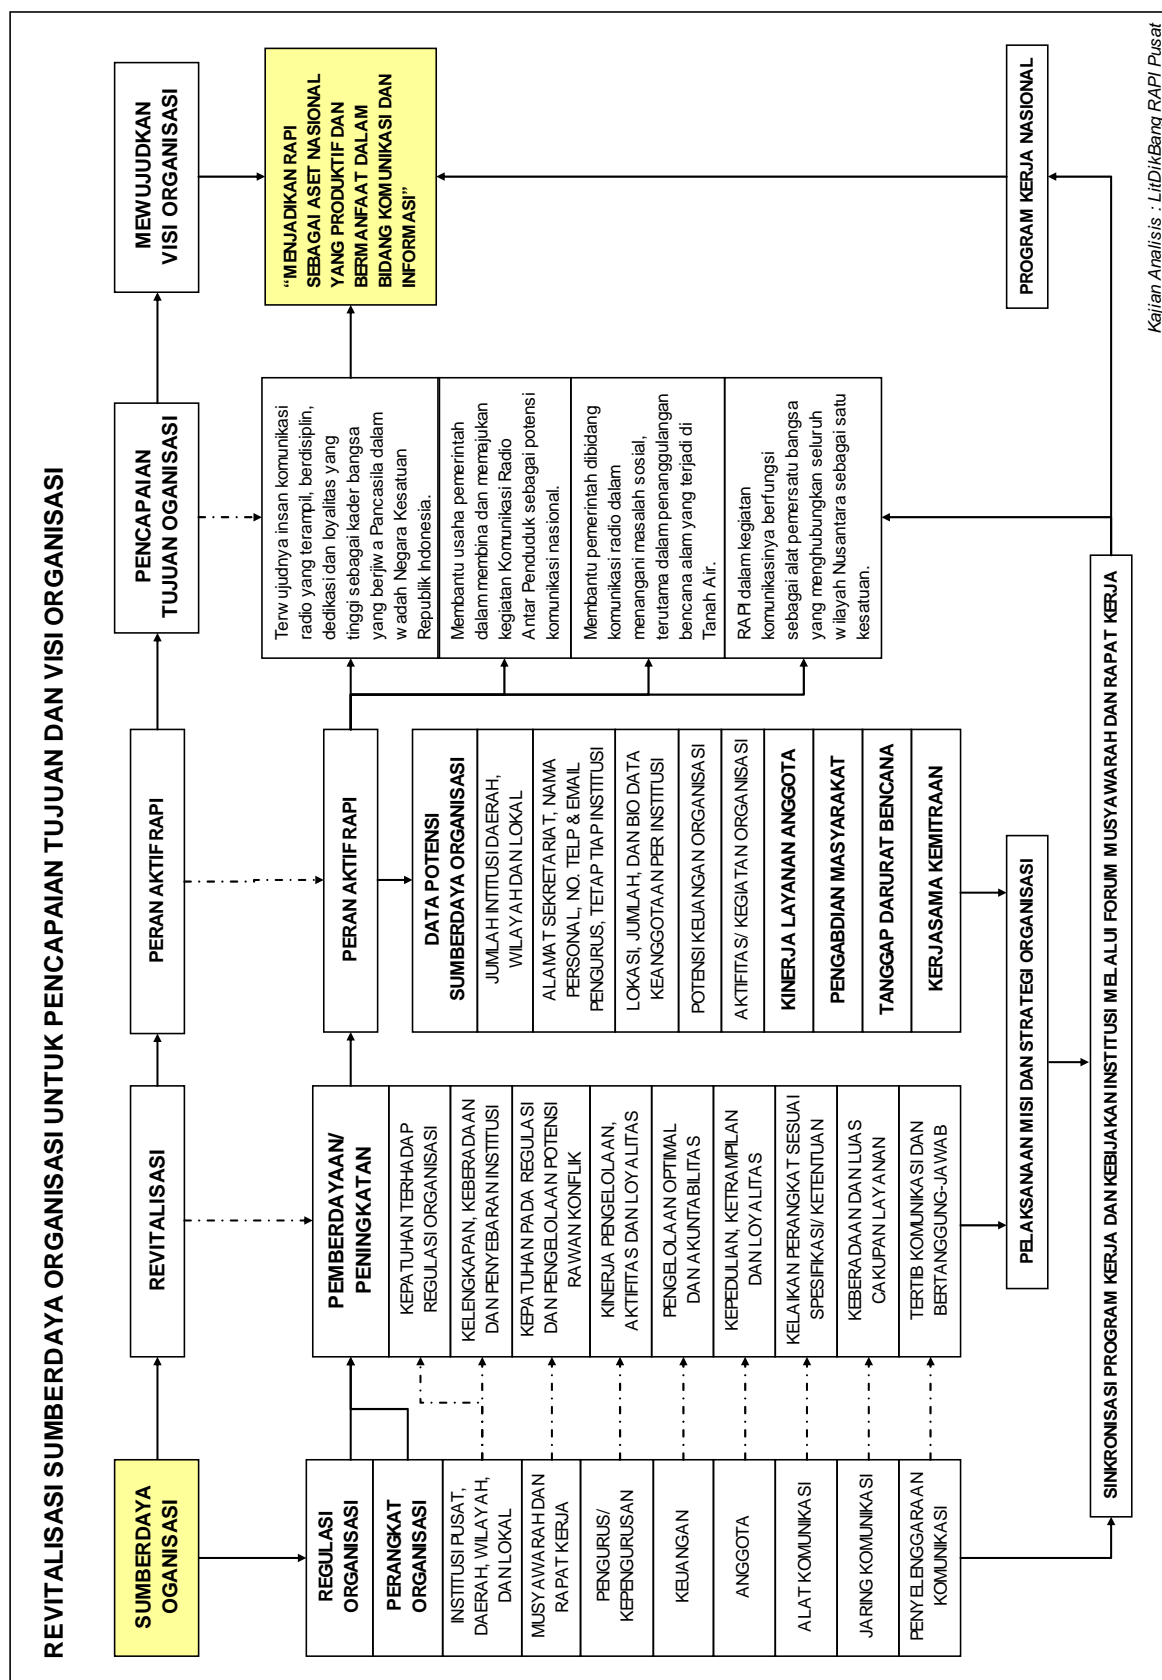 REVITALISASI SUMBERDAYA ORGANISASI UNTUK PENCAPAIAN TUJUAN DAN VISI ORGANISASI
SUMBERDAYA
OGANISASI
REVITALISASI
PERAN AKTIF RAPI
PENCAPAIAN
TUJUAN OGANISASI
MEWUJUDKAN
VISI ORGANISASI
REGULASI
ORGANISASI
PERANGKAT
ORGANISASI
INSTITUSI PUSAT,
DAERAH, WILAYAH,
DAN LOKAL
MUSYAWARAH DAN
RAPAT KERJA
PENGURUS/
KEPENGURUSAN
KEUANGAN
ANGGOTA
ALAT KOMUNIKASI
JARING KOMUNIKASI
PENYELENGGARAAN
KOMUNIKASI
PEMBERDAYAAN/
PENINGKATAN
KEPATUHAN TERHADAP
REGULASI ORGANISASI
KELENGKAPAN, KEBERADAAN
DAN PENYEBARAN INSTITUSI
KEPATUHAN PADA REGULASI
DAN PENGELOLAAN POTENSI
RAWAN KONFLIK
KINERJA PENGELOLAAN,
AKTIFITAS DAN LOYALITAS
PENGELOLAAN OPTIMAL
DAN AKUNTABILITAS
KEPEDULIAN, KETRAMPILAN
DAN LOYALITAS
KELAIKAN PERANGKAT SESUAI
SPESIFIKASI/ KETENTUAN
KEBERADAAN DAN LUAS
CAKUPAN LAYANAN
TERTIB KOMUNIKASI DAN
BERTANGGUNG-JAWAB
PERAN AKTIF RAPI
DATA POTENSI
SUMBERDAYA ORGANISASI
JUMLAH INTITUSI DAERAH,
WILAYAH DAN LOKAL
ALAMAT SEKRETARIAT, NAMA
PERSONAL, NO. TELP & EMAIL
PENGURUS, TETAP TIAP INSTITUSI
LOKASI, JUMLAH, DAN BIO DATA
KEANGGOTAAN PER INSTITUSI
POTENSI KEUANGAN ORGANISASI
AKTIFITAS/ KEGIATAN ORGANISASI
KINERJA LAYANAN ANGGOTA
PENGABDIAN MASYARAKAT
TANGGAP DARURAT BENCANA
KERJASAMA KEMITRAAN
Terwujudnya insan komunikasi
radio yang terampil, berdisiplin,
dedikasi dan loyalitas yang
tinggi sebagai kader bangsa
yang berjiwa Pancasila dalam
wadah Negara Kesatuan
Republik Indonesia.
Membantu usaha pemerintah
dalam membina dan memajukan
kegiatan Komunikasi Radio
Antar Penduduk sebagai potensi
komunikasi nasional.
Membantu pemerintah dibidang
komunikasi radio dalam
menangani masalah sosial,
terutama dalam penanggulangan
bencana alam yang terjadi di
Tanah Air.
RAPI dalam kegiatan
komunikasinya berfungsi
sebagai alat pemersatu bangsa
yang menghubungkan seluruh
wilayah Nusantara sebagai satu
kesatuan.
“MENJADIKAN RAPI
SEBAGAI ASET NASIONAL
YANG PRODUKTIF DAN
BERMANFAAT DALAM
BIDANG KOMUNIKASI DAN
INFORMASI”
PELAKSANAAN MISI DAN STRATEGI ORGANISASI
PROGRAM KERJA NASIONAL
SINKRONISASI PROGRAM KERJA DAN KEBIJAKAN INSTITUSI MELALUI FORUM MUSYAWARAH DAN RAPAT KERJA
Kajian Analisis : LitDikBang RAPI Pusat